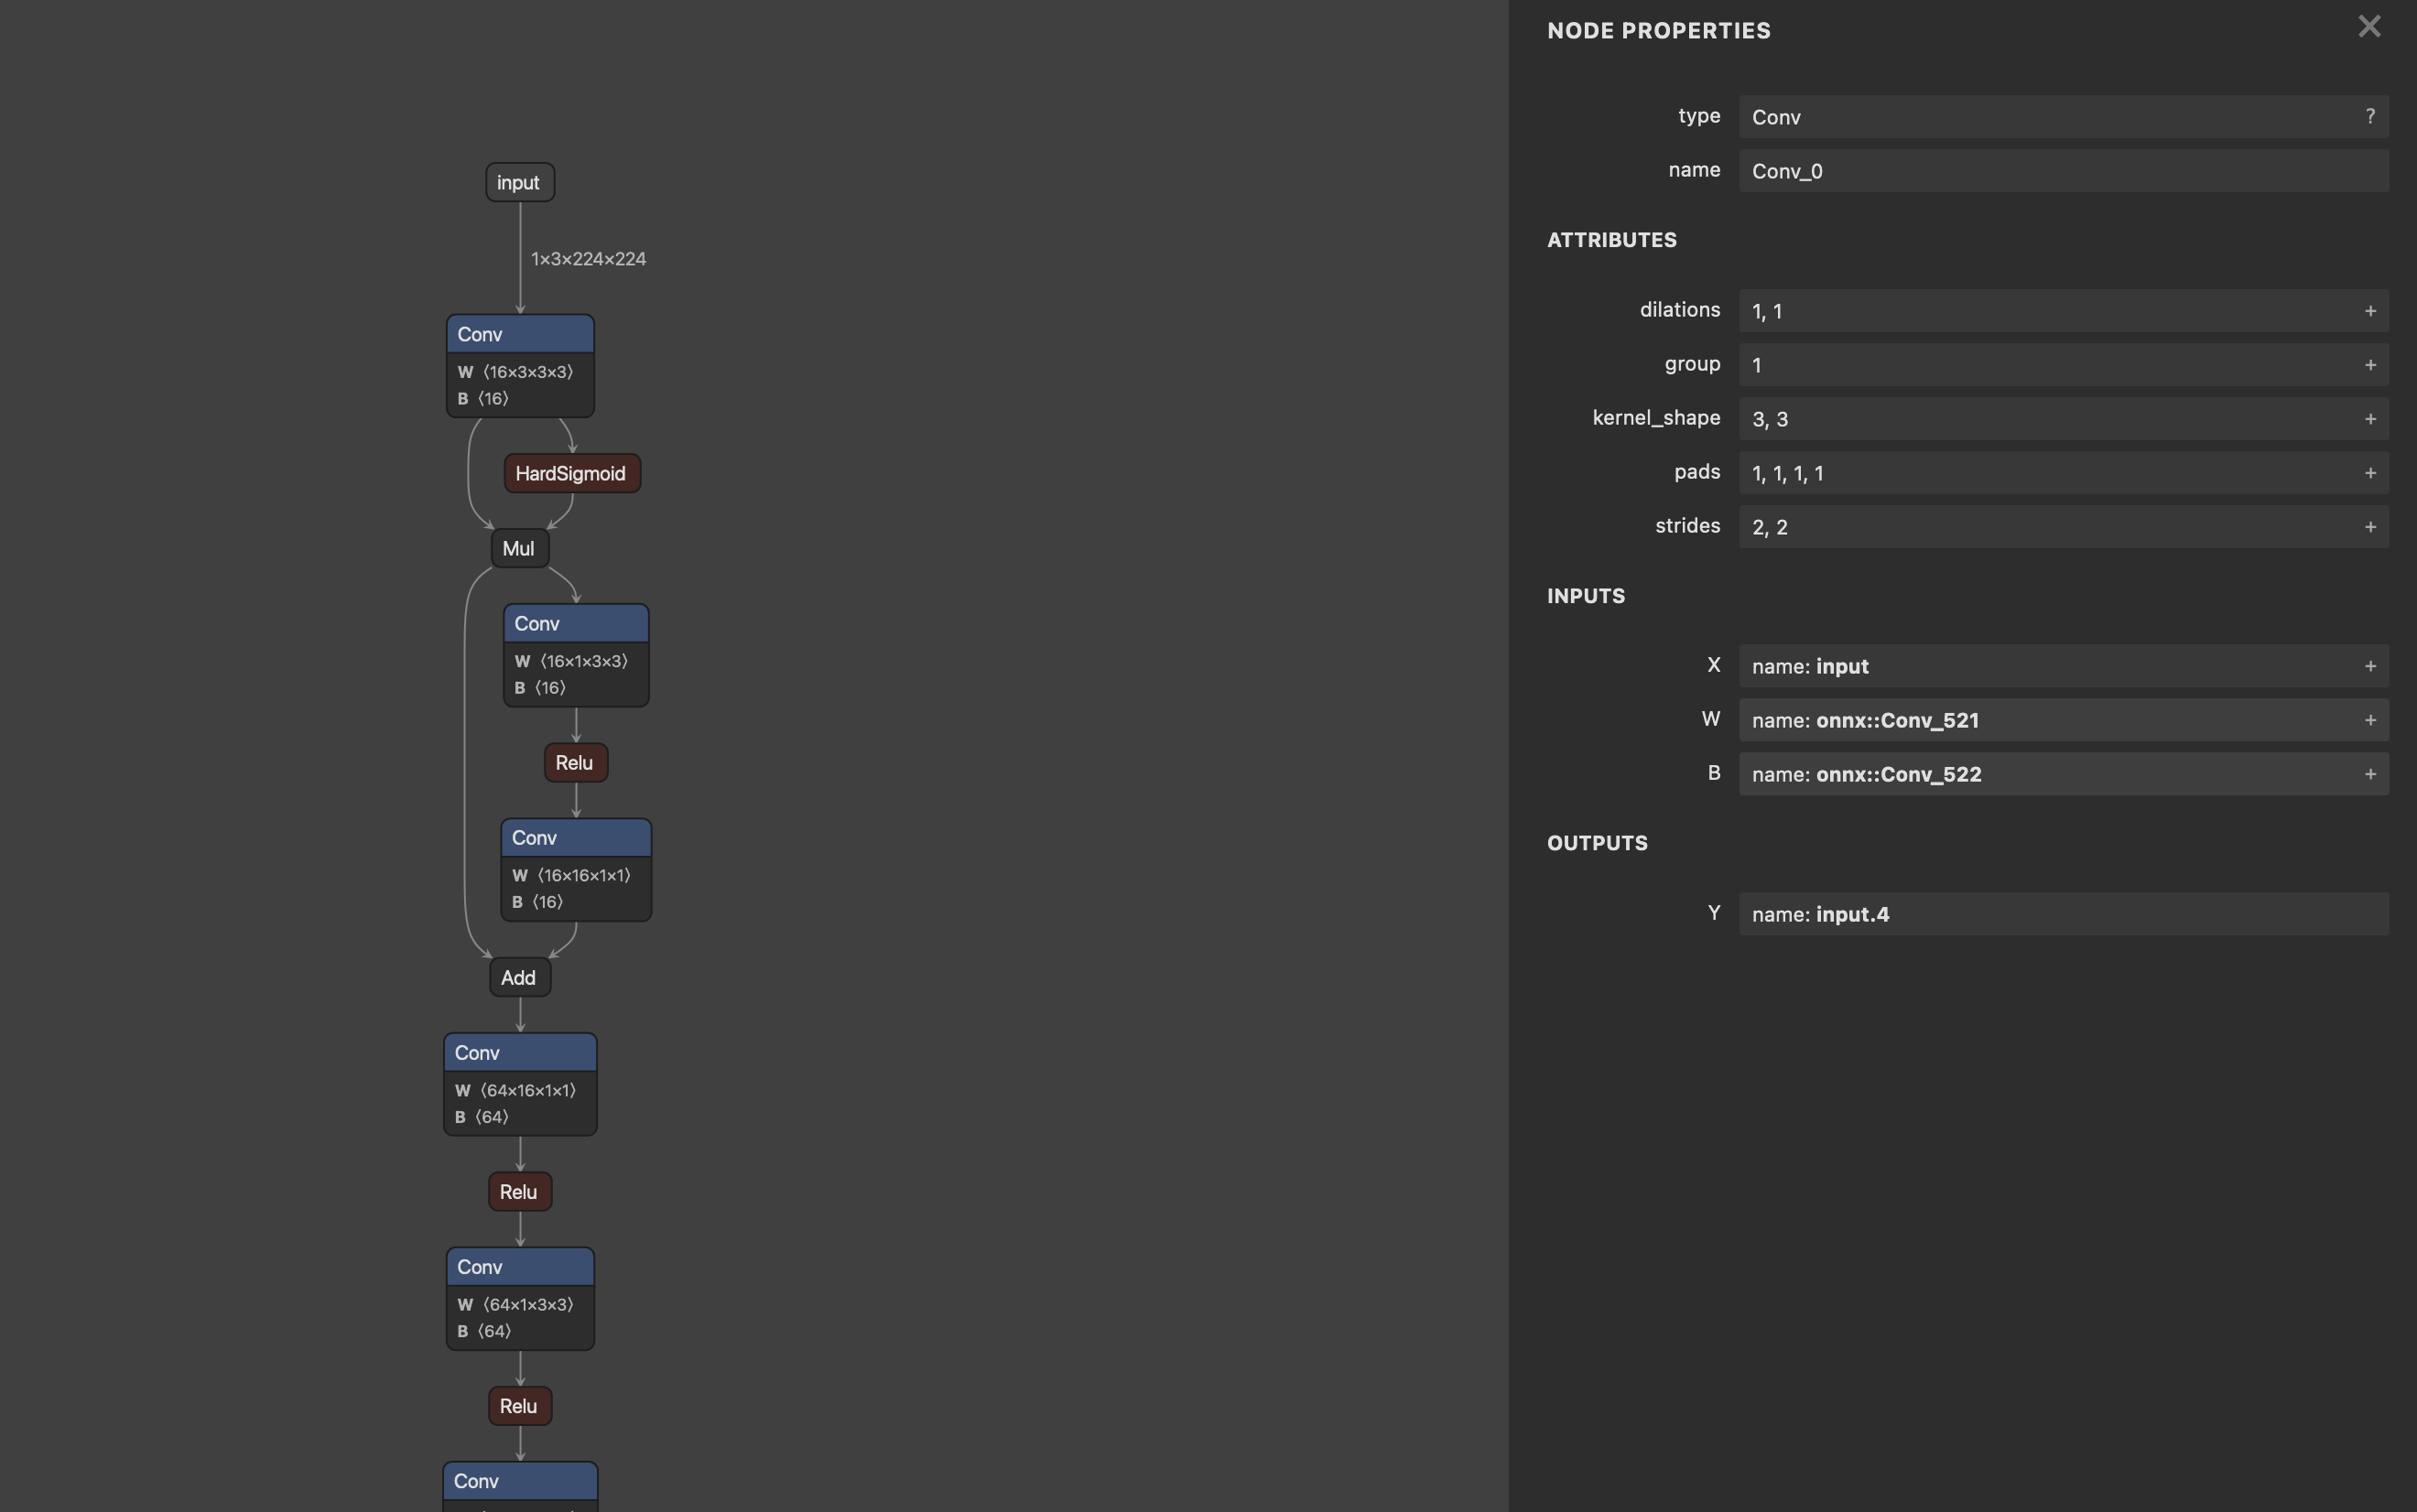 input
1×3×224×224
Conv
W ⟨16×3×3×3⟩
B ⟨16⟩
HardSigmoid
Mul
Conv
W ⟨16×1×3×3⟩
B ⟨16⟩
Relu
Conv
W ⟨16×16×1×1⟩
B ⟨16⟩
Add
Conv
W ⟨64×16×1×1⟩
B ⟨64⟩
Relu
Conv
W ⟨64×1×3×3⟩
B ⟨64⟩
Relu
Conv
NODE PROPERTIES
type Conv ?
name Conv_0
ATTRIBUTES
dilations 1, 1 +
group 1 +
kernel_shape 3, 3 +
pads 1, 1, 1, 1 +
strides 2, 2 +
INPUTS
X name: input +
W name: onnx::Conv_521 +
B name: onnx::Conv_522 +
OUTPUTS
Y name: input.4